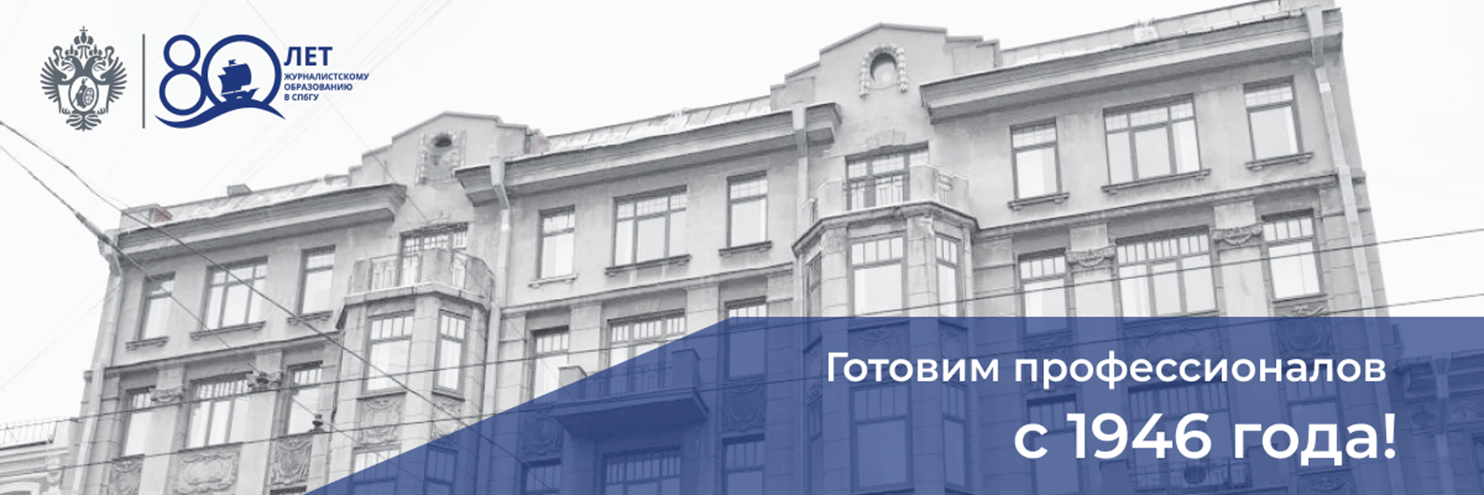 80 ЛЕТ
ЖУРНАЛИСТСКОМУ
ОБРАЗОВАНИЮ
В СПБГУ
Готовим профессионалов
с 1946 года!